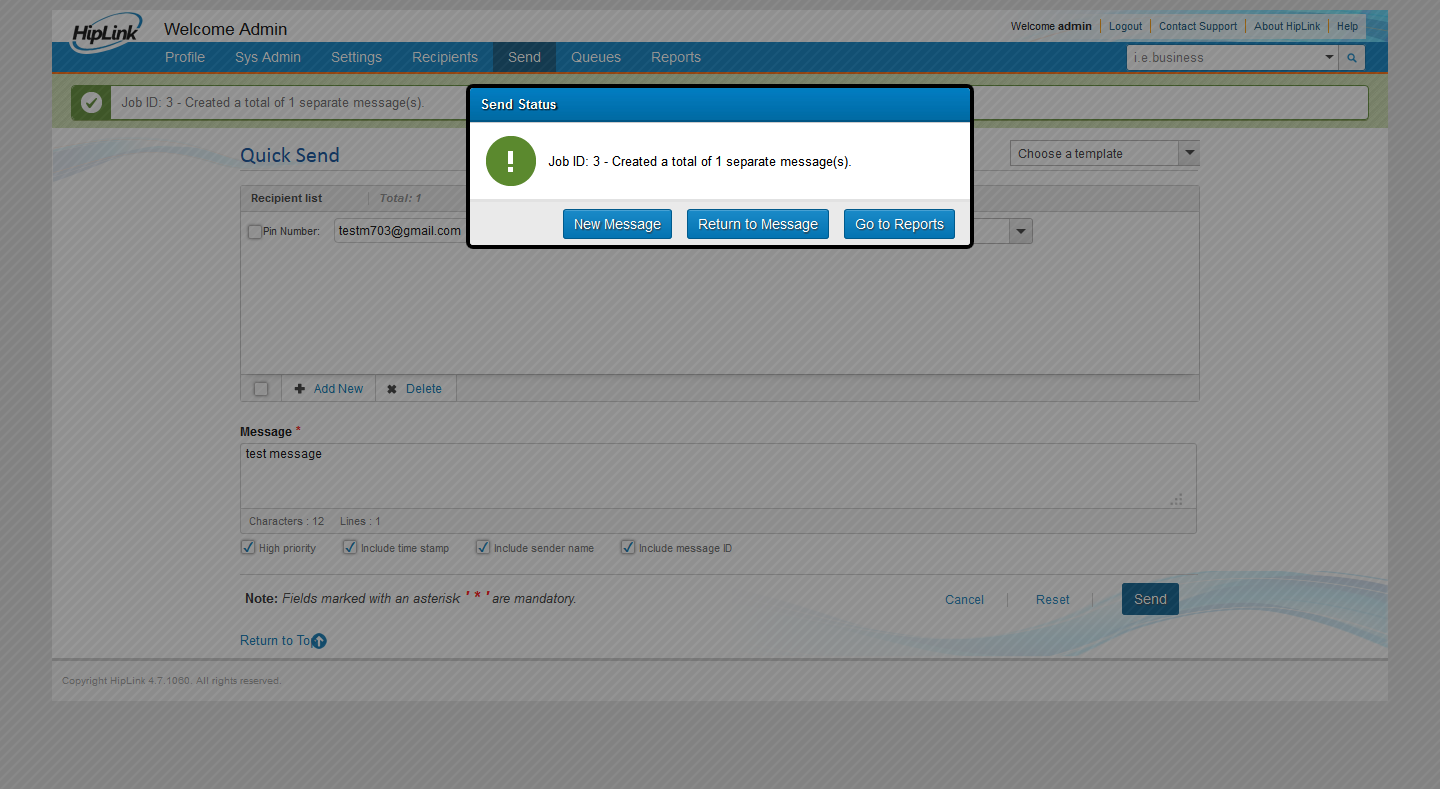 HipLink
Welcome Admin
Welcome admin Logout Contact Support About HipLink Help
Profile Sys Admin Settings Recipients Send Queues Reports
i.e.business
Job ID: 3 - Created a total of 1 separate message(s).
Send Status
Job ID: 3 - Created a total of 1 separate message(s).
New Message Return to Message Go to Reports
Quick Send
Choose a template
Recipient list Total: 1
Pin Number: testm703@gmail.com
Add New Delete
Message *
test message
Characters : 12 Lines : 1
High priority Include time stamp Include sender name Include message ID
Note: Fields marked with an asterisk ' * ' are mandatory.
Cancel Reset Send
Return to Top
Copyright HipLink 4.7.1060. All rights reserved.